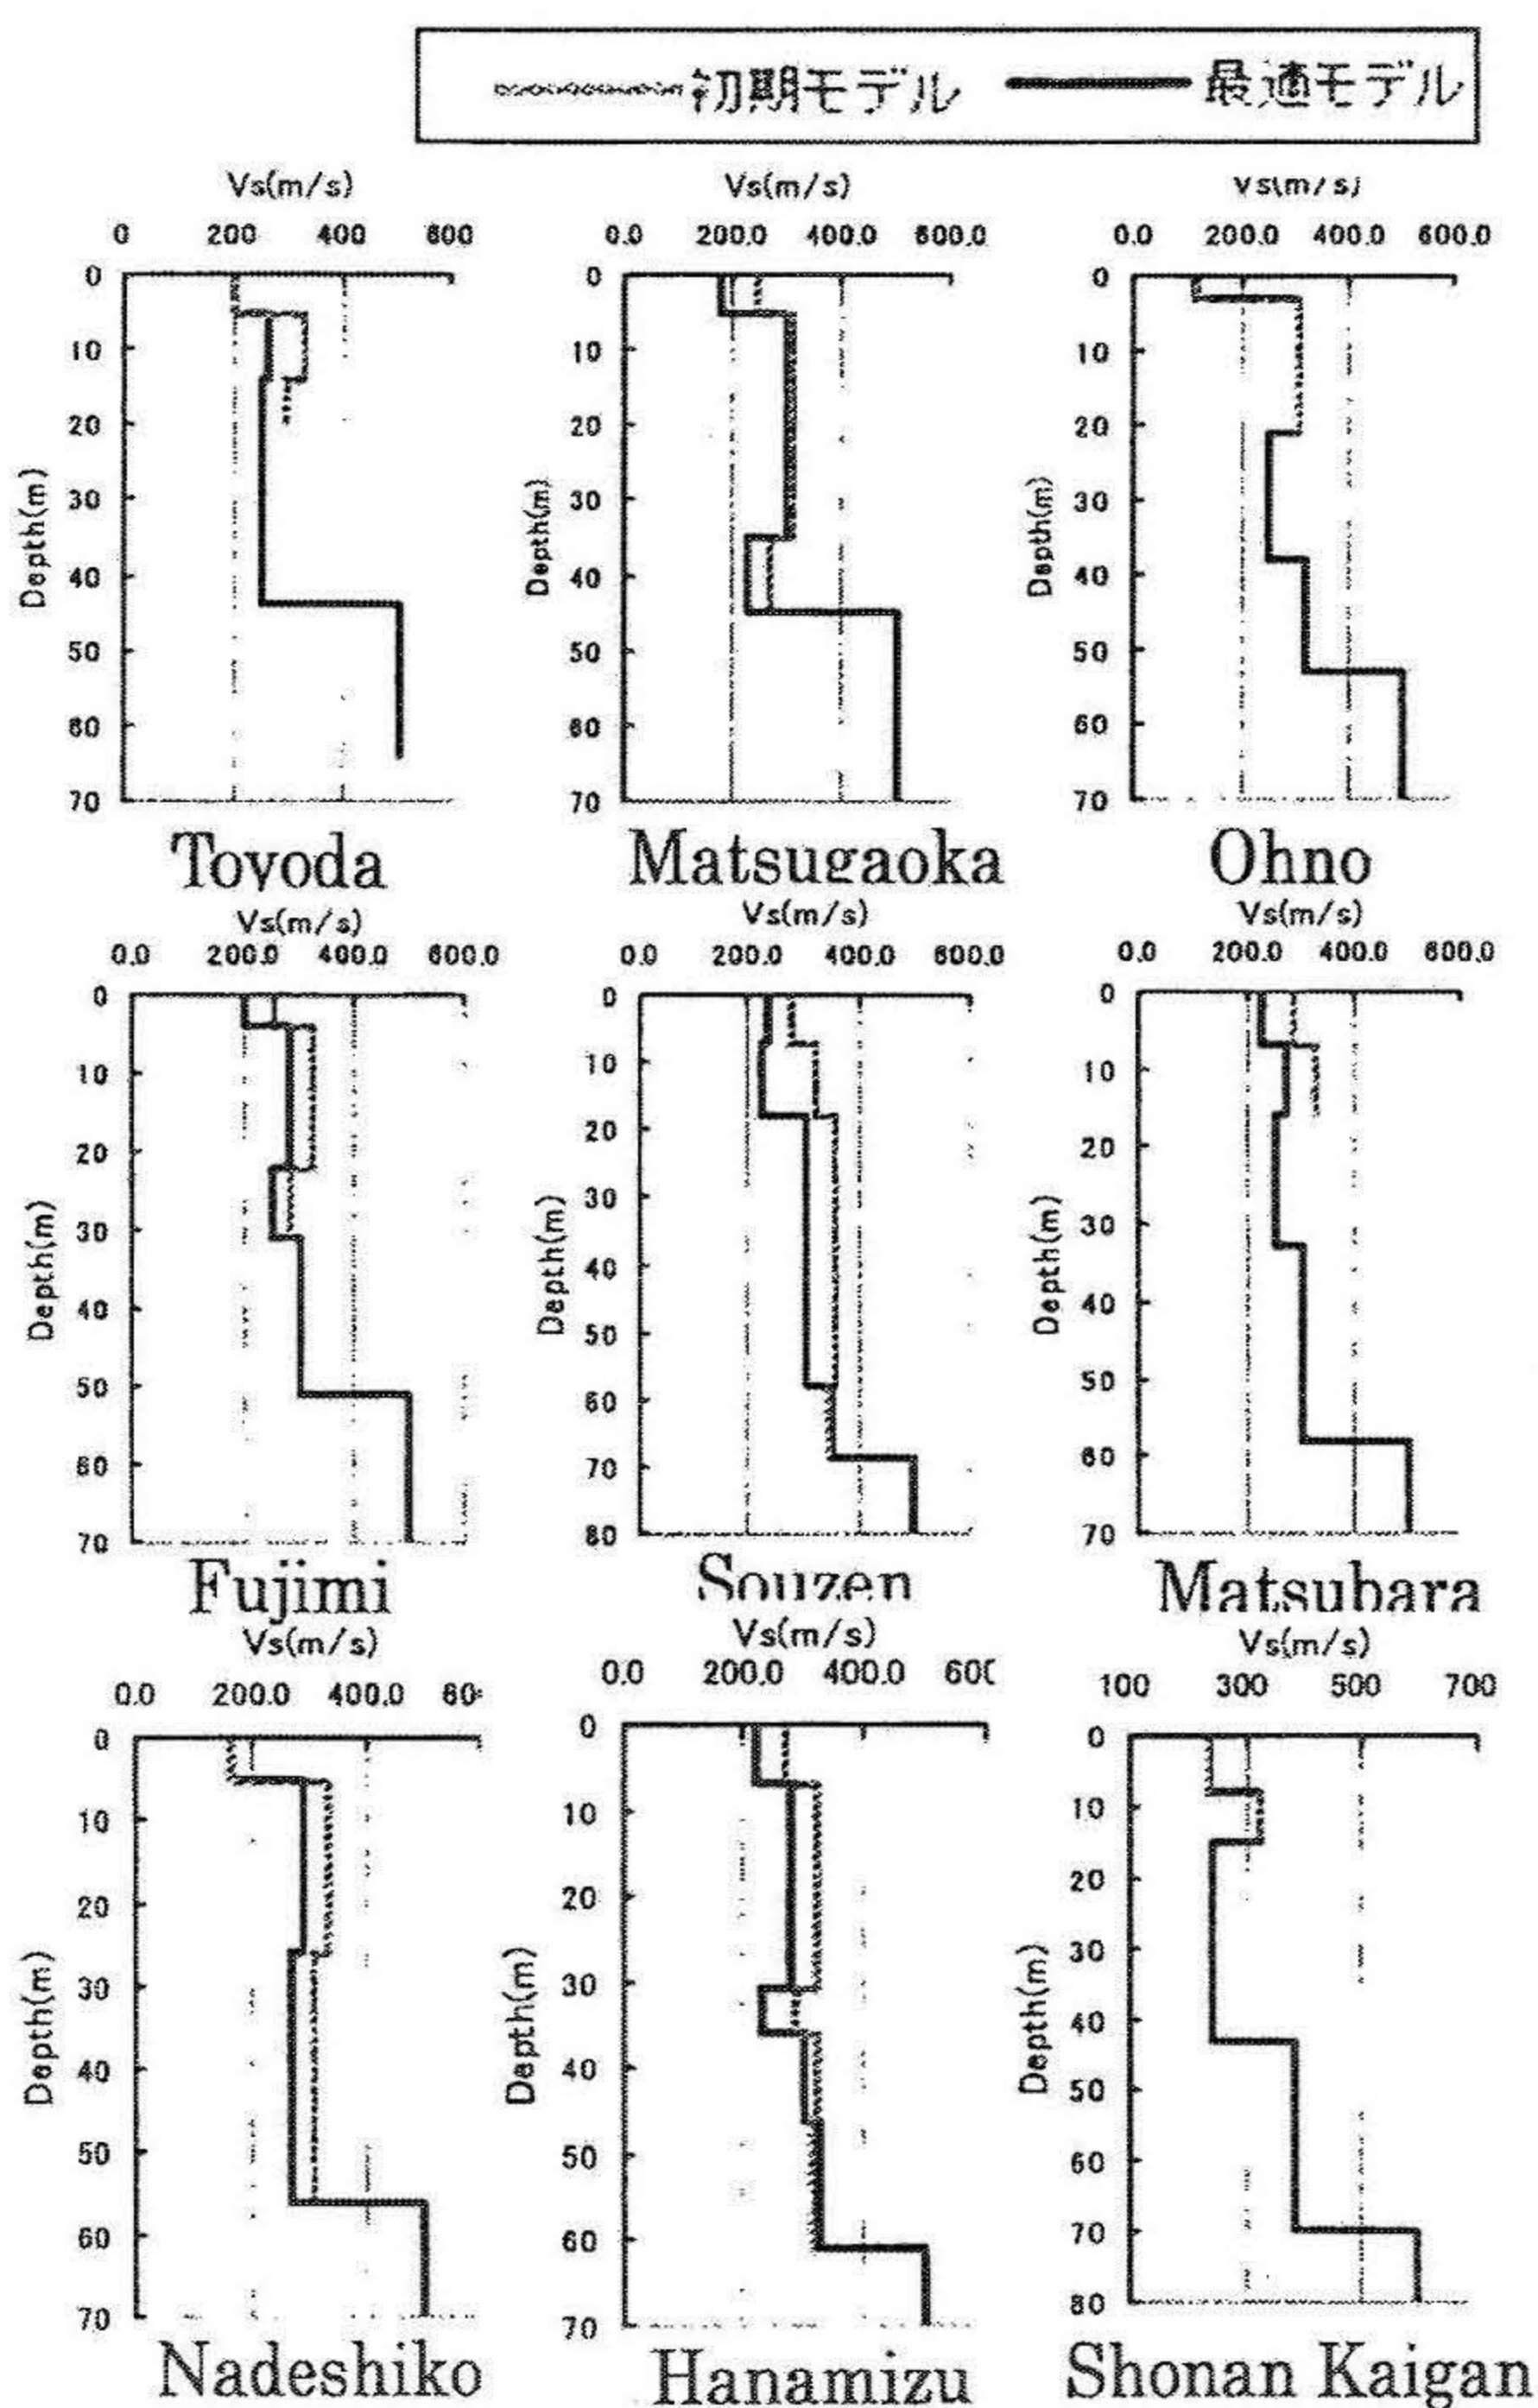 初期モデル 最適モデル
Vs(m/s) Vs(m/s) Vs(m/s)
0 200 400 600 0.0 200.0 400.0 600.0 0.0 200.0 400.0 600.0
0 0 0
10 10 10
20 20 20
30 30 30
Depth(m) Depth(m) Depth(m)
40 40 40
50 50 50
60 60 60
70 70 70
Toyoda Matsugaoka Ohno
Vs(m/s) Vs(m/s) Vs(m/s)
0.0 200.0 400.0 600.0 0.0 200.0 400.0 600.0 0.0 200.0 400.0 600.0
0 0 0
10 10 10
20 20 20
30 30 30
Depth(m) Depth(m) Depth(m)
40 40 40
50 50 50
60 60 60
70 70 70
80
Fujimi Souzen Matsubara
Vs(m/s) Vs(m/s) Vs(m/s)
0.0 200.0 400.0 60 0.0 200.0 400.0 600 100 300 500 700
0 0 0
10 10 10
20 20 20
30 30 30
Depth(m) Depth(m) Depth(m)
40 40 40
50 50 50
60 60 60
70 70 70
80
Nadeshiko Hanamizu Shonan Kaigan